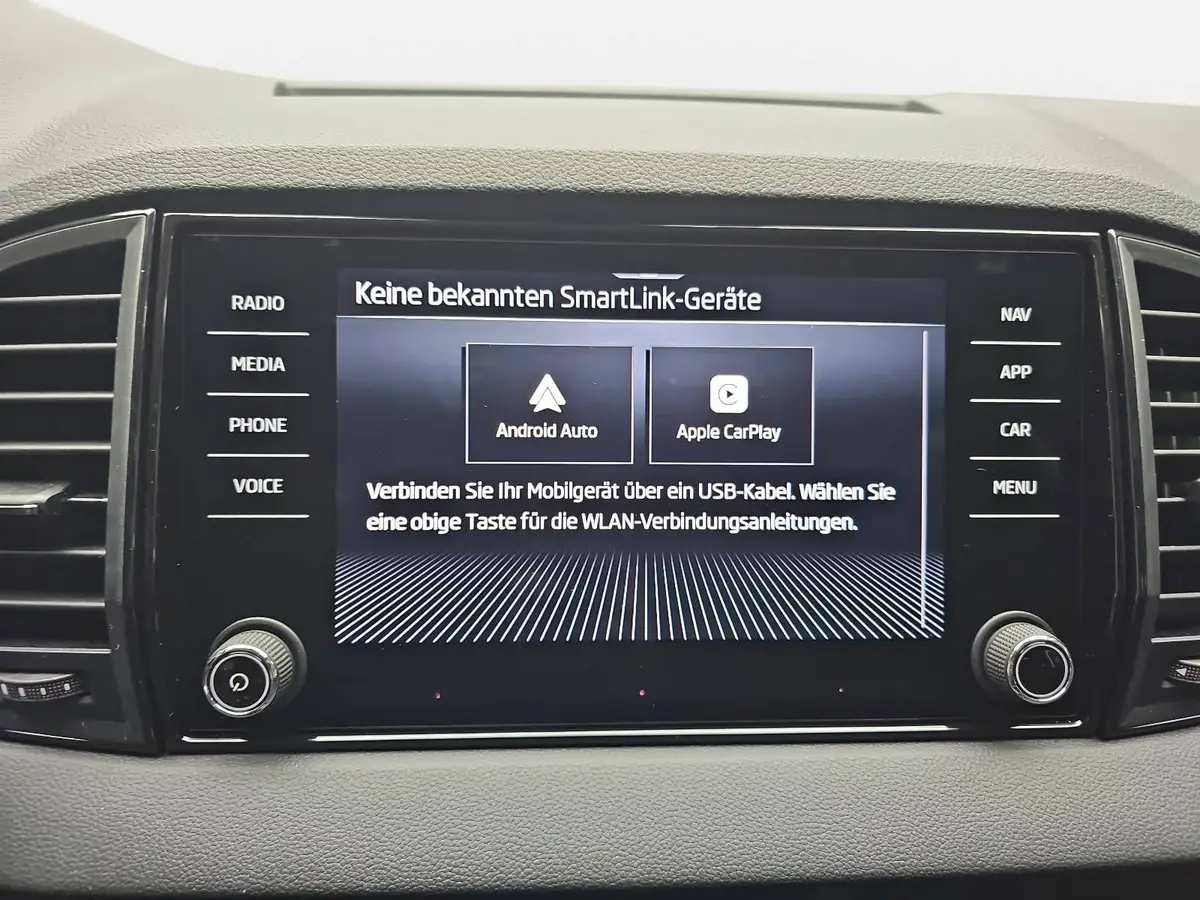 Keine bekannten SmartLink-Geräte
RADIO
MEDIA
PHONE
VOICE
Android Auto
Apple CarPlay
Verbinden Sie Ihr Mobilgerät über ein USB-Kabel. Wählen Sie
eine obige Taste für die WLAN-Verbindungsanleitungen.
NAV
APP
CAR
MENU